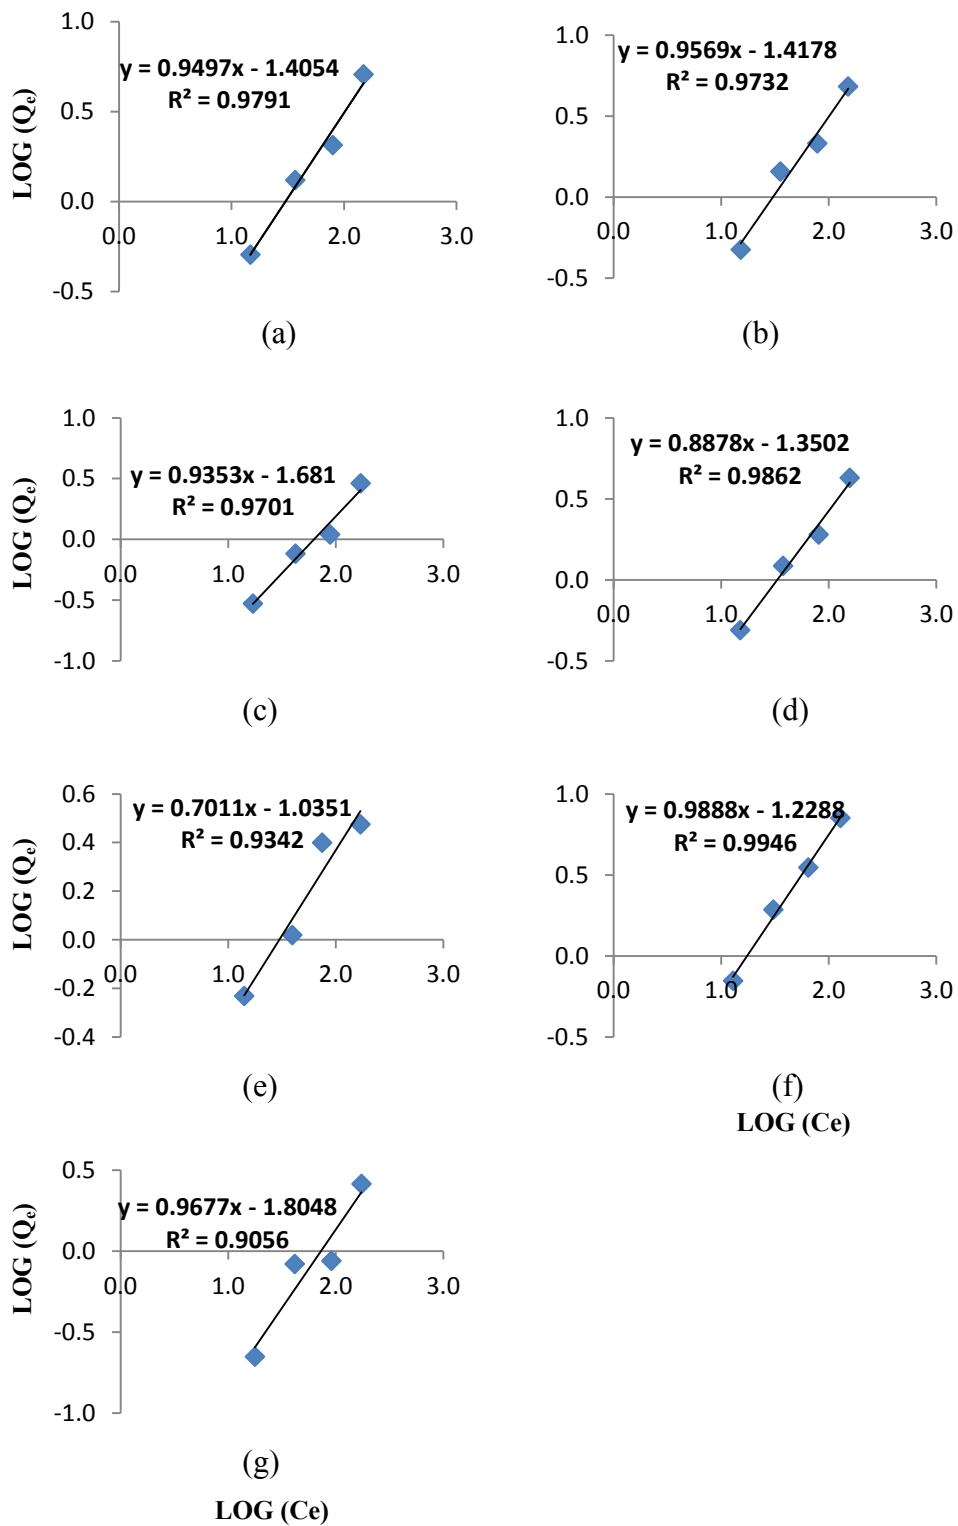 1.0
y = 0.9497x - 1.4054
R² = 0.9791
0.5
0.0
0.0 1.0 2.0 3.0
-0.5
LOG (Qₑ)
(a)
1.0
y = 0.9569x - 1.4178
R² = 0.9732
0.5
0.0
0.0 1.0 2.0 3.0
-0.5
(b)
1.0
y = 0.9353x - 1.681
0.5
R² = 0.9701
0.0
0.0 1.0 2.0 3.0
-0.5
-1.0
LOG (Qₑ)
(c)
1.0
y = 0.8878x - 1.3502
R² = 0.9862
0.5
0.0
0.0 1.0 2.0 3.0
-0.5
(d)
0.6
y = 0.7011x - 1.0351
0.4
R² = 0.9342
0.2
0.0
0.0 1.0 2.0 3.0
-0.2
-0.4
LOG (Qₑ)
(e)
1.0
y = 0.9888x - 1.2288
R² = 0.9946
0.5
0.0
0.0 1.0 2.0 3.0
-0.5
(f)
LOG (Ce)
0.5
y = 0.9677x - 1.8048
R² = 0.9056
0.0
0.0 1.0 2.0 3.0
-0.5
-1.0
LOG (Qₑ)
(g)
LOG (Ce)